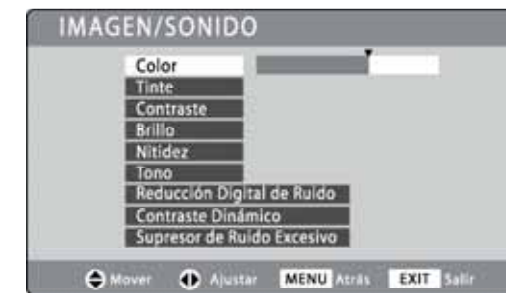 IMAGEN/SONIDO
Color
Tinte
Contraste
Brillo
Nitidez
Tono
Reducción Digital de Ruido
Contraste Dinámico
Supresor de Ruido Excesivo
Mover Ajustar MENU Atrás EXIT Salir